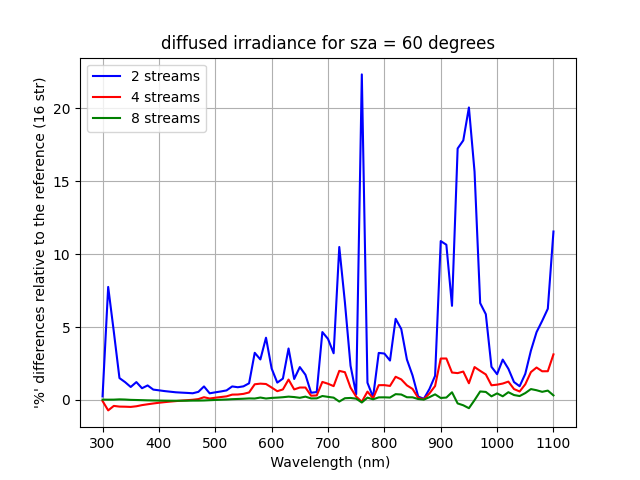 diffused irradiance for sza = 60 degrees
'%' differences relative to the reference (16 str)
2 streams
4 streams
8 streams
20
15
10
5
0
300 400 500 600 700 800 900 1000 1100
Wavelength (nm)